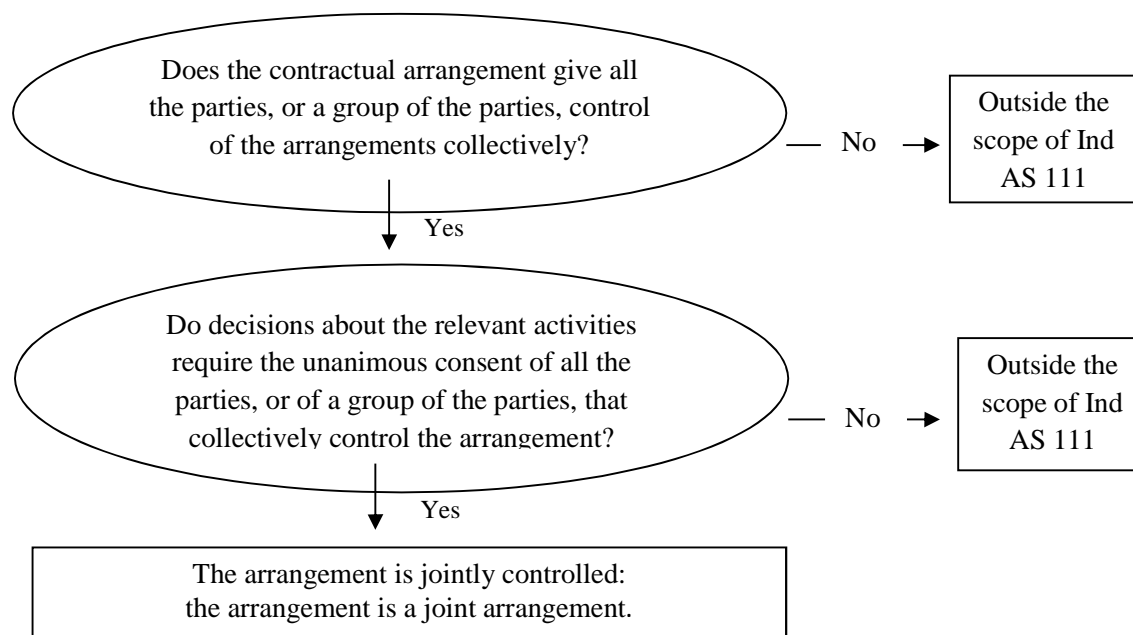 Does the contractual arrangement give all
the parties, or a group of the parties, control
of the arrangements collectively?
No
Outside the
scope of Ind
AS 111
Yes
Do decisions about the relevant activities
require the unanimous consent of all the
parties, or of a group of the parties, that
collectively control the arrangement?
No
Outside the
scope of Ind
AS 111
Yes
The arrangement is jointly controlled:
the arrangement is a joint arrangement.